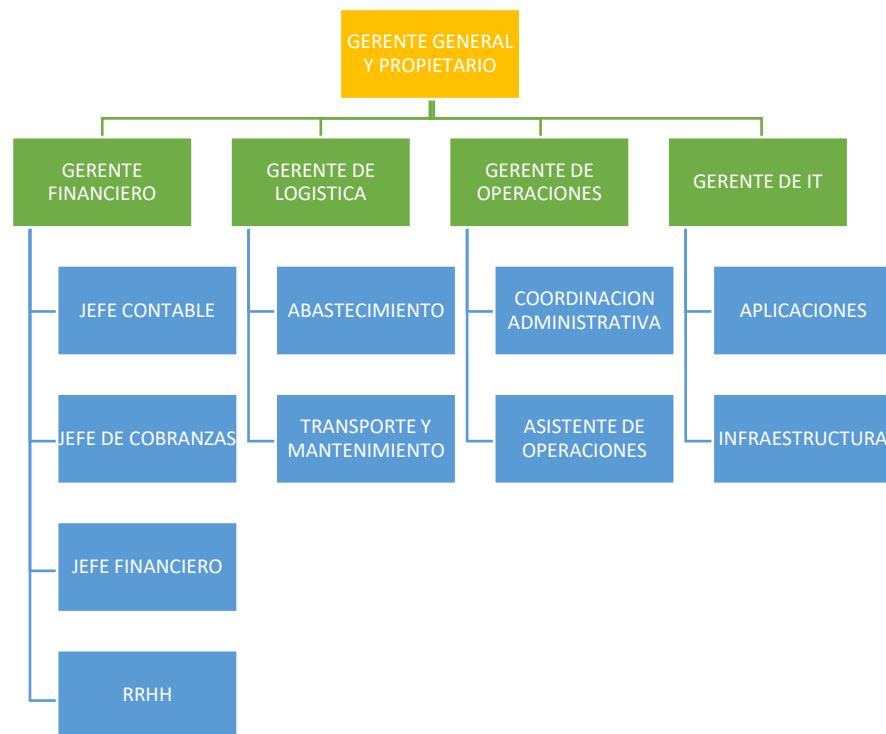 GERENTE GENERAL
Y PROPIETARIO
GERENTE
FINANCIERO
GERENTE DE
LOGISTICA
GERENTE DE
OPERACIONES
GERENTE DE IT
JEFE CONTABLE
ABASTECIMIENTO
COORDINACION
ADMINISTRATIVA
APLICACIONES
JEFE DE COBRANZAS
TRANSPORTE Y
MANTENIMIENTO
ASISTENTE DE
OPERACIONES
INFRAESTRUCTURA
JEFE FINANCIERO
RRHH